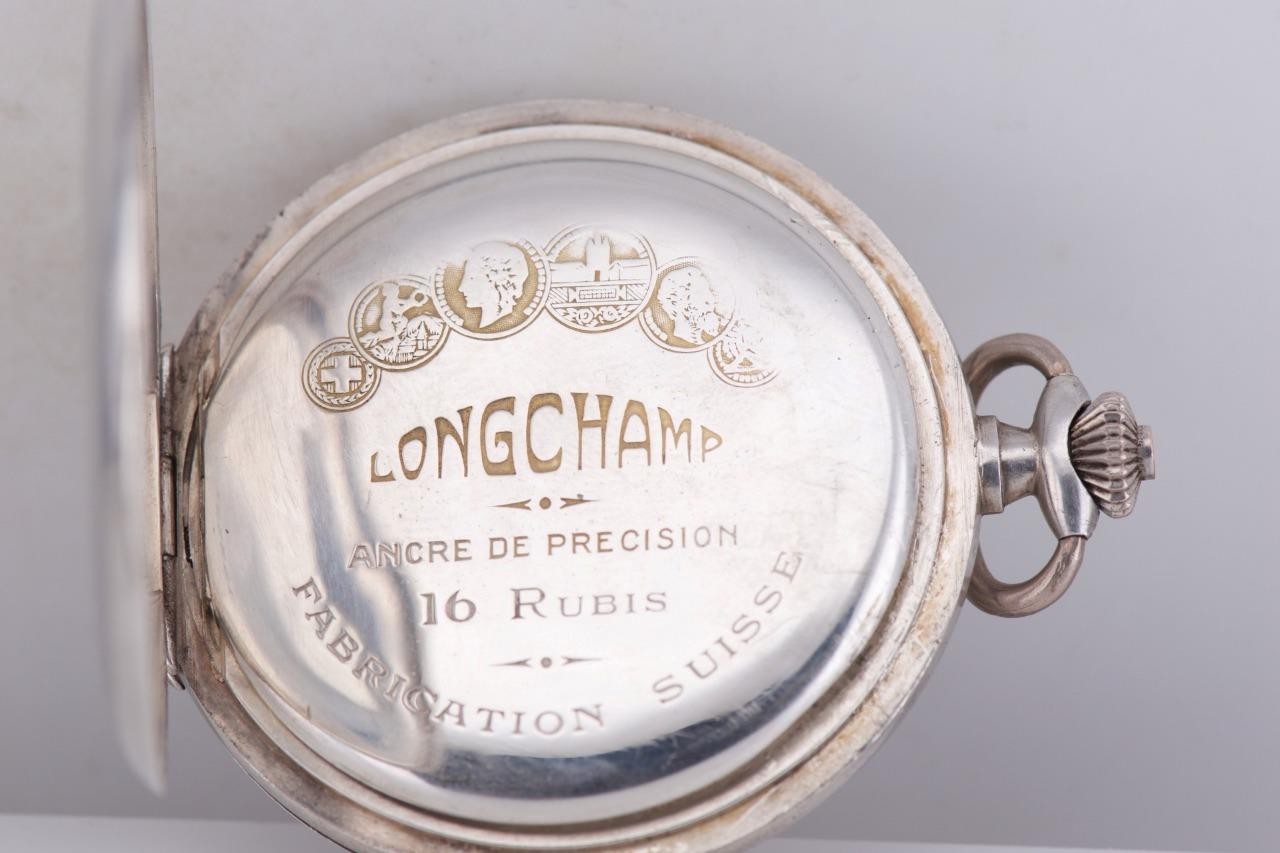 LONGCHAMP
ANCRE DE PRECISION
16 RUBIS
FABRICATION SUISSE